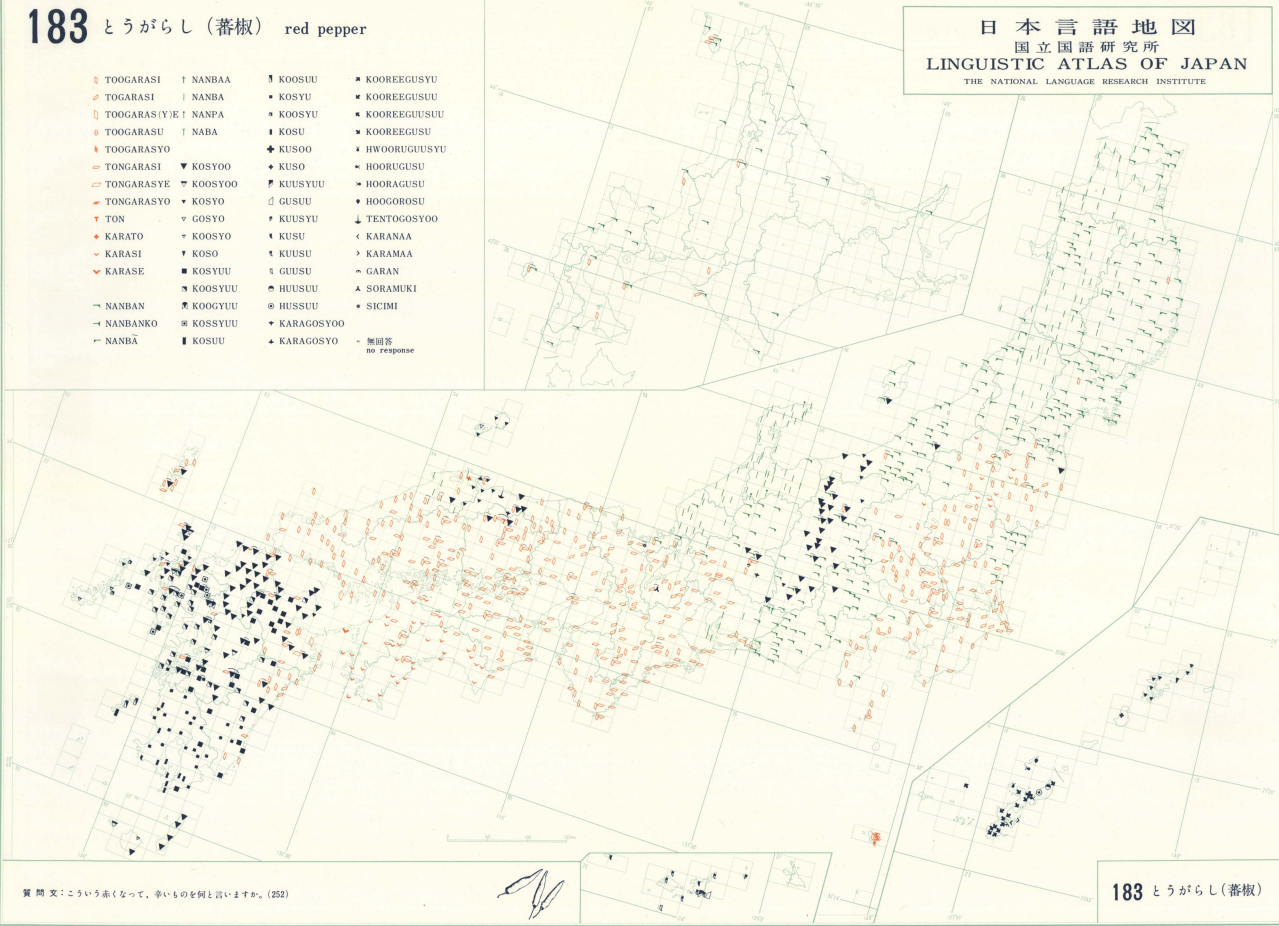 183 とうがらし（蕃椒） red pepper
日本言語地図
国立国語研究所
LINGUISTIC ATLAS OF JAPAN
THE NATIONAL LANGUAGE RESEARCH INSTITUTE
TOOGARASI
TOGARASI
TOOGARAS(Y)E
TOOGARASU
TOOGARASYO
TONGARASI
TONGARASYE
TONGARASYO
TON
KARATO
KARASI
KARASE
NANBAN
NANBANKO
NANBÃ
NANBAA
NANBA
NANPA
NABA
KOSYOO
KOOSYOO
KOSYO
GOSYO
KOOSYO
KOSO
KOSYUU
KOOSYUU
KOOGYUU
KOSSYUU
KOSUU
KOOSUU
KOSYU
KOOSYU
KOSU
KUSOO
KUSO
KUUSYUU
GUSUU
KUUSYU
KUSU
KUUSU
GUUSU
HUUSUU
HUSSUU
KARAGOSYOO
KARAGOSYO
KOOREEGUSYU
KOOREEGUSUU
KOOREEGUUSUU
KOOREEGUSU
HWOORUGUUSYU
HOORUGUSU
HOORAGUSU
HOOGOROSU
TENTOGOSYOO
KARANAA
KARAMAA
GARAN
SORAMUKI
SICIMI
無回答
no response
質問文：こういう赤くなって，辛いものを何と言いますか。(252)
183 とうがらし（蕃椒）